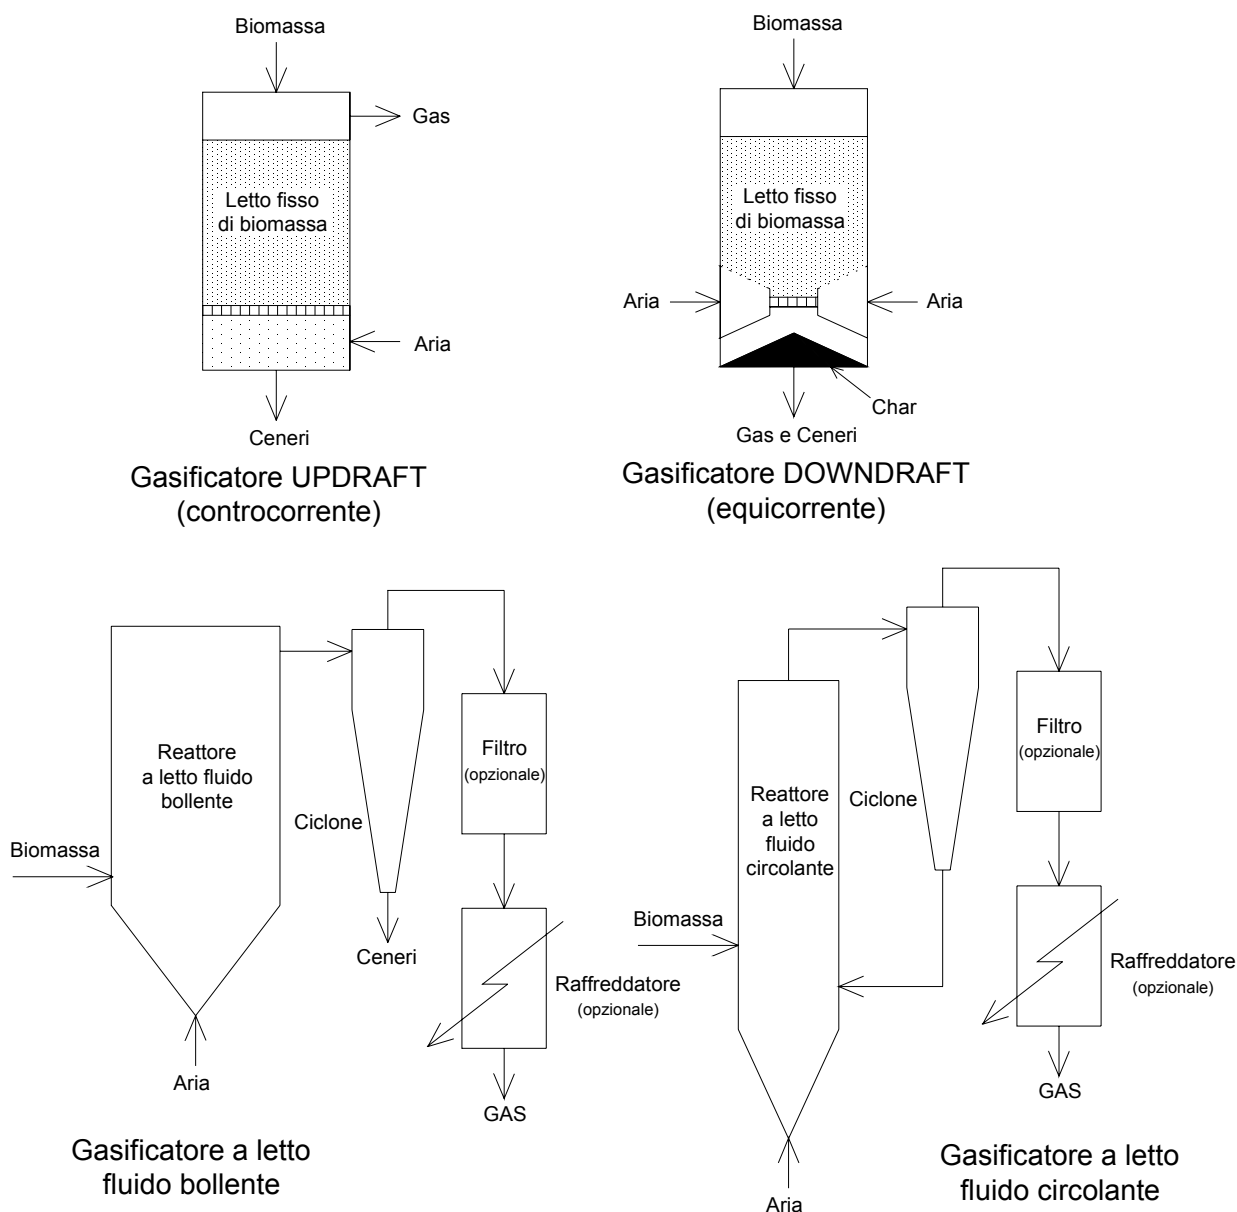 Biomassa
Gas
Letto fisso
di biomassa
Aria
Ceneri
Gasificatore UPDRAFT
(controcorrente)
Biomassa
Letto fisso
di biomassa
Aria
Aria
Char
Gas e Ceneri
Gasificatore DOWNDRAFT
(equicorrente)
Reattore
a letto fluido
bollente
Biomassa
Aria
Ciclone
Ceneri
Filtro
(opzionale)
Raffreddatore
(opzionale)
GAS
Gasificatore a letto
fluido bollente
Reattore
a letto
fluido
circolante
Biomassa
Aria
Ciclone
Filtro
(opzionale)
Raffreddatore
(opzionale)
GAS
Gasificatore a letto
fluido circolante